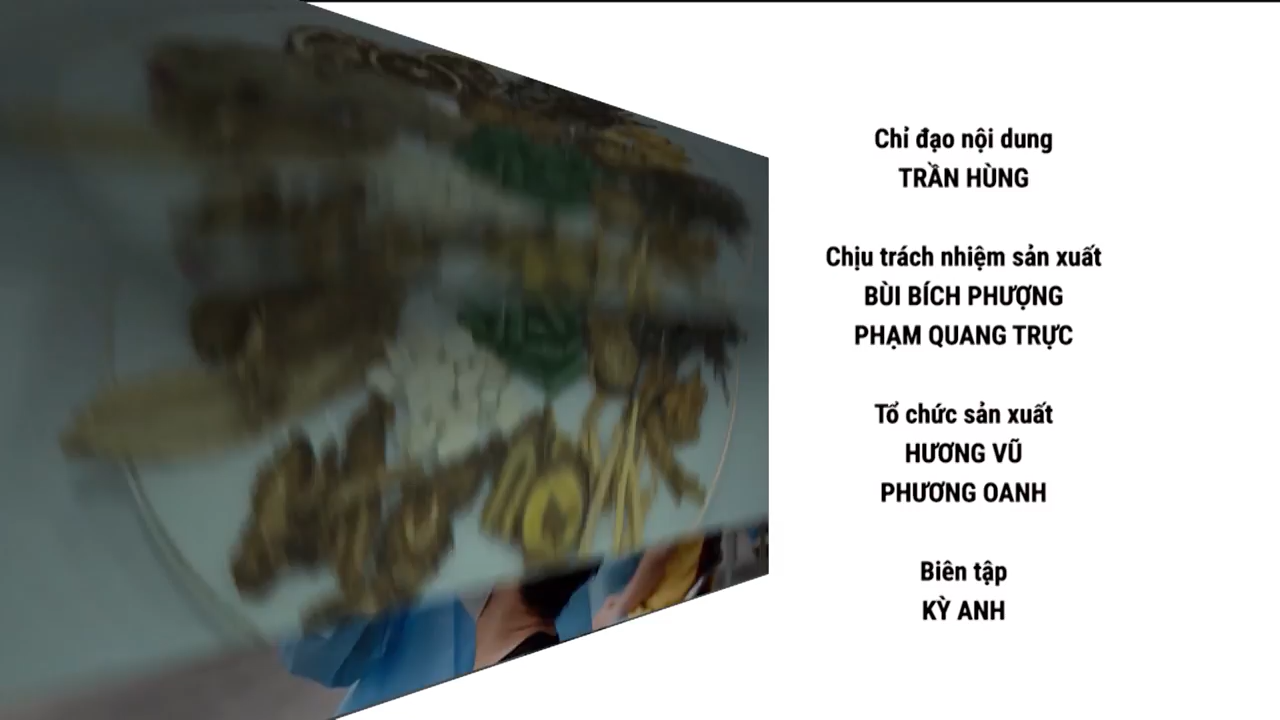 Chỉ đạo nội dung
TRẦN HÙNG
Chịu trách nhiệm sản xuất
BÙI BÍCH PHƯỢNG
PHẠM QUANG TRỰC
Tổ chức sản xuất
HƯƠNG VŨ
PHƯƠNG OANH
Biên tập
KỲ ANH